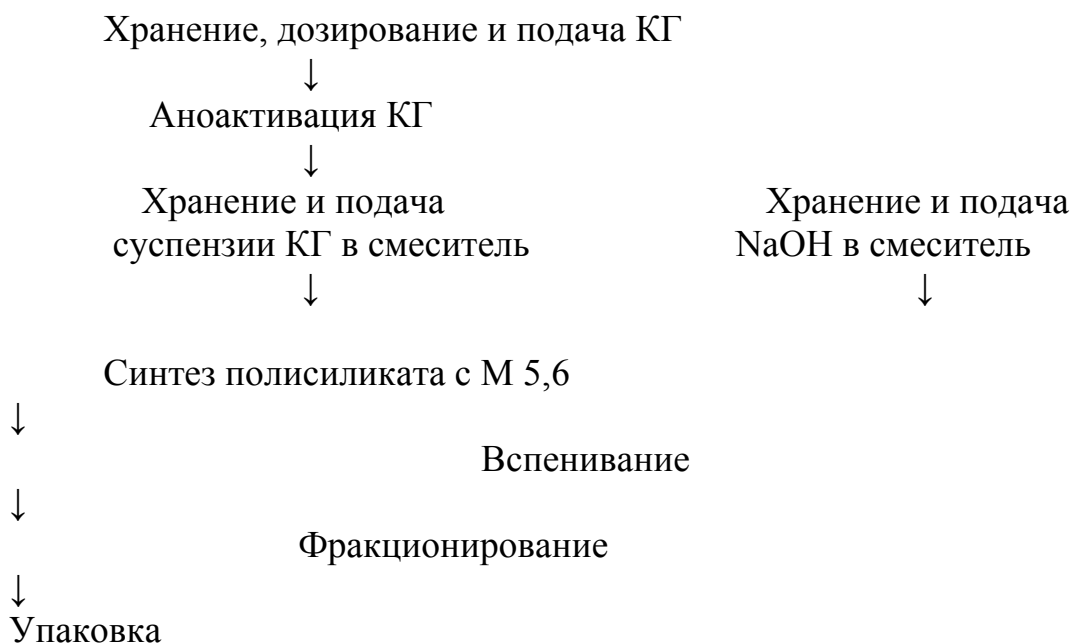 Хранение, дозирование и подача КГ
↓
Аноактивация КГ
↓
Хранение и подача Хранение и подача
суспензии КГ в смеситель NaOH в смеситель
↓ ↓
Синтез полисиликата с М 5,6
↓
Вспенивание
↓
Фракционирование
↓
Упаковка